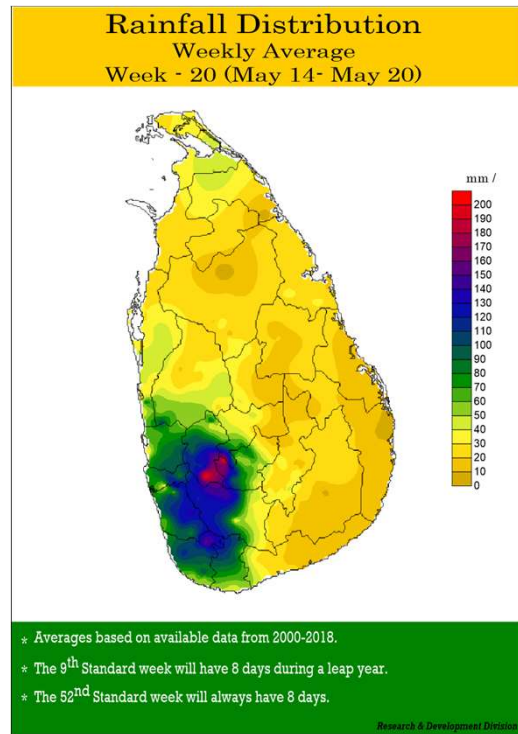 Rainfall Distribution
Weekly Average
Week - 20 (May 14- May 20)
mm /
200
190
180
170
160
150
140
130
120
110
100
90
80
70
60
50
40
30
20
10
0
* Averages based on available data from 2000-2018.
* The 9th Standard week will have 8 days during a leap year.
* The 52nd Standard week will always have 8 days.
Research & Development Division